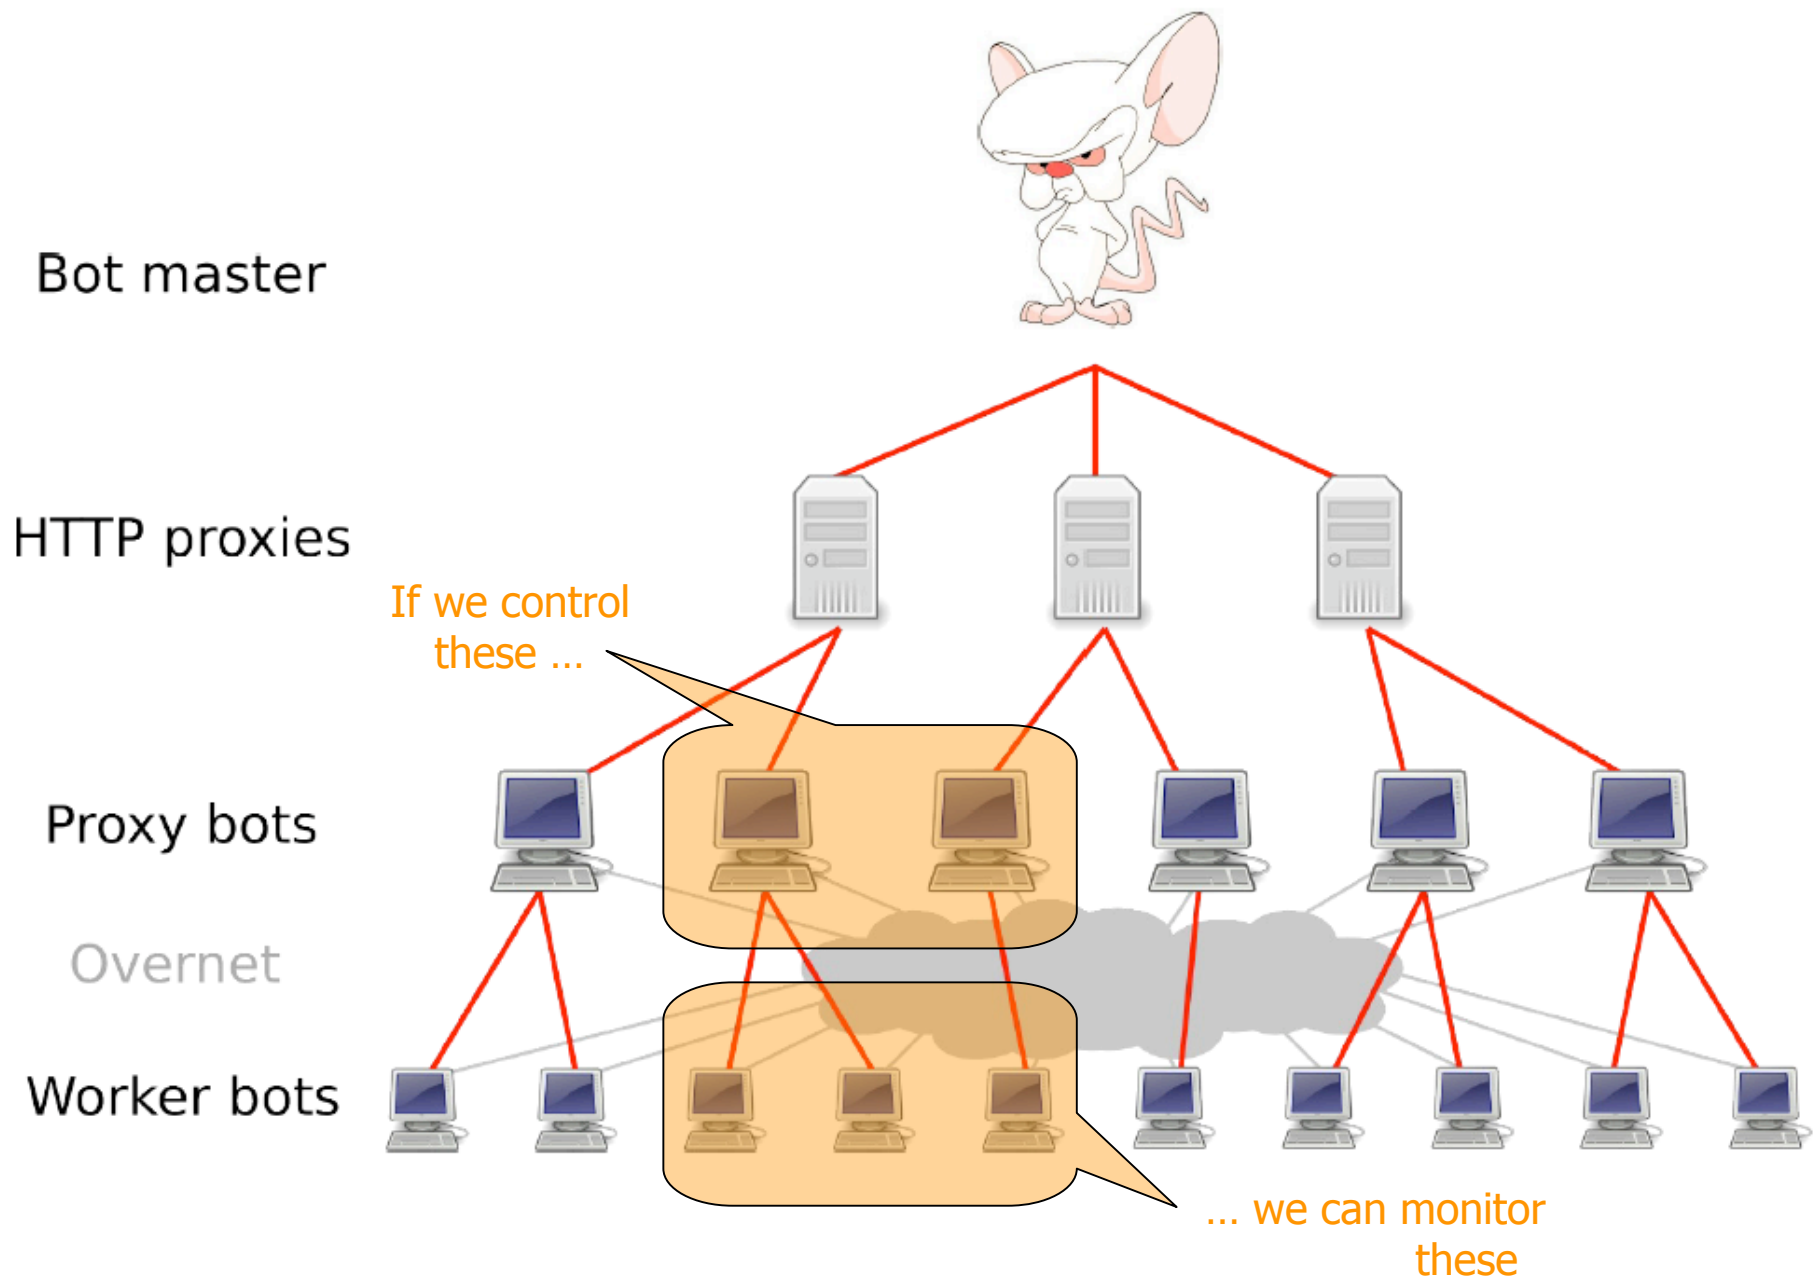 Bot master
HTTP proxies
If we control
these ...
Proxy bots
Overnet
Worker bots
... we can monitor
these